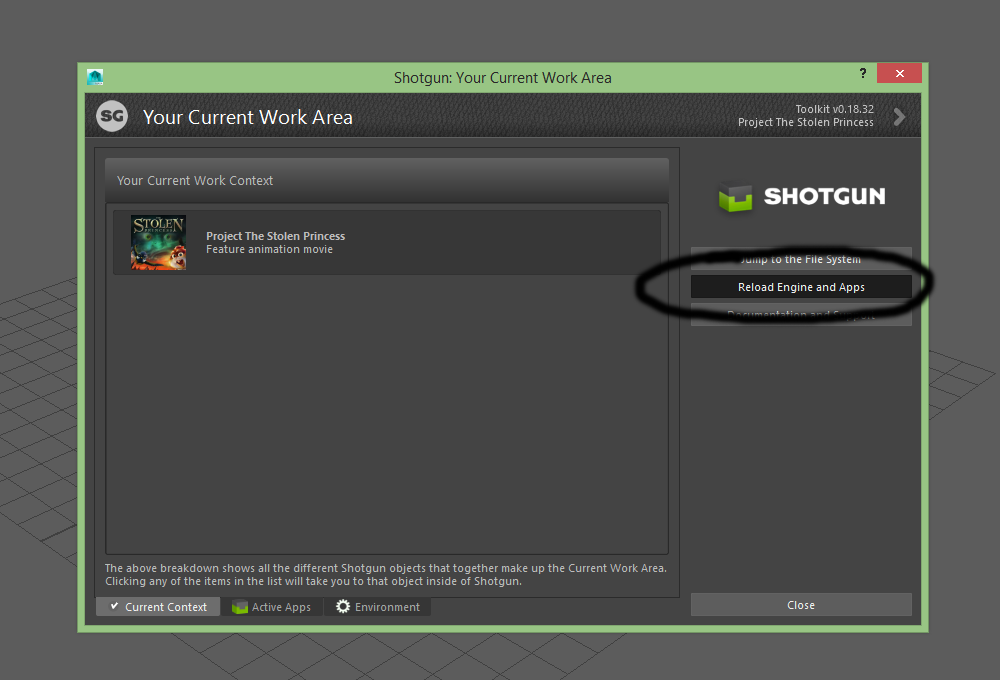 Shotgun: Your Current Work Area
?
SG
Your Current Work Area
Toolkit v0.18.32
Project The Stolen Princess
Your Current Work Context
STOLEN
PRINCESS
Project The Stolen Princess
Feature animation movie
SHOTGUN
Jump to the File System
Reload Engine and Apps
Documentation and Support
The above breakdown shows all the different Shotgun objects that together make up the Current Work Area.
Clicking any of the items in the list will take you to that object inside of Shotgun.
Current Context
Active Apps
Environment
Close